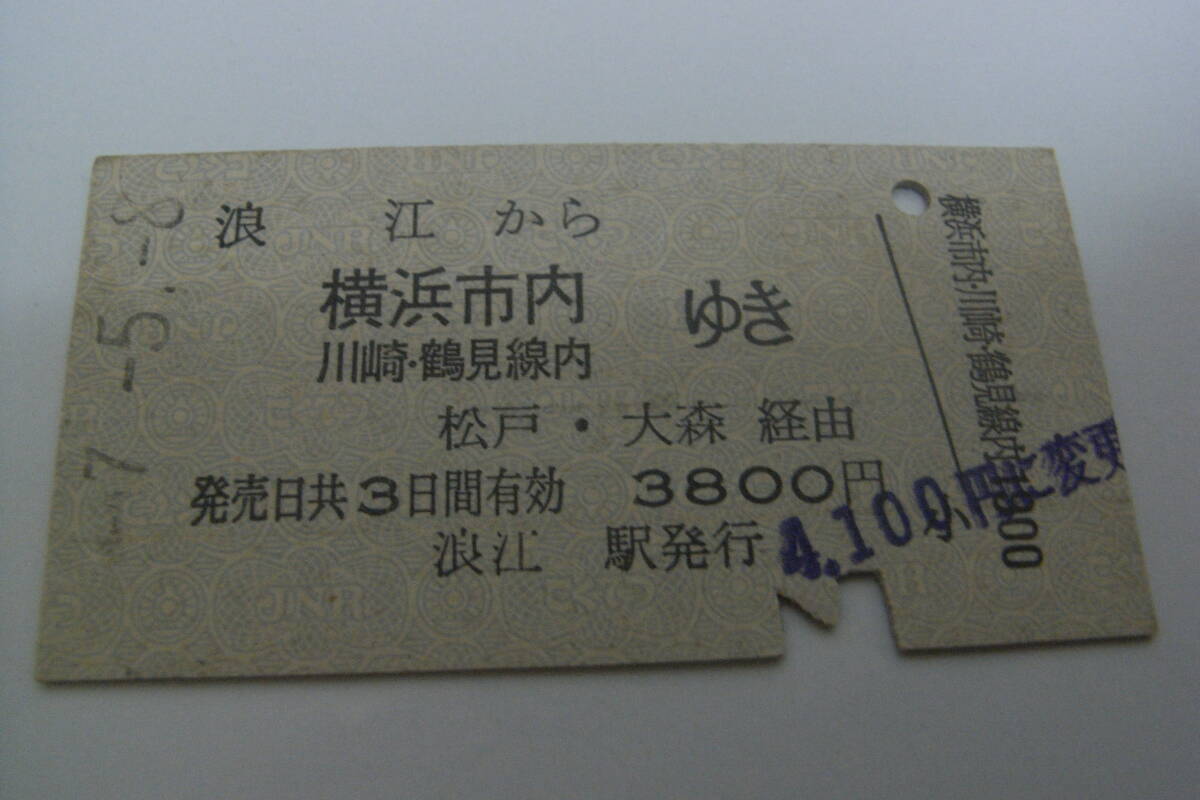 浪江から
横浜市内
川崎・鶴見線内
ゆき
松戸・大森 経由
発売日共3日間有効 3800円
浪江 駅発行
4.100円に変更
横浜市内・川崎・鶴見線内 3800
小
7.-5.-8
JNR